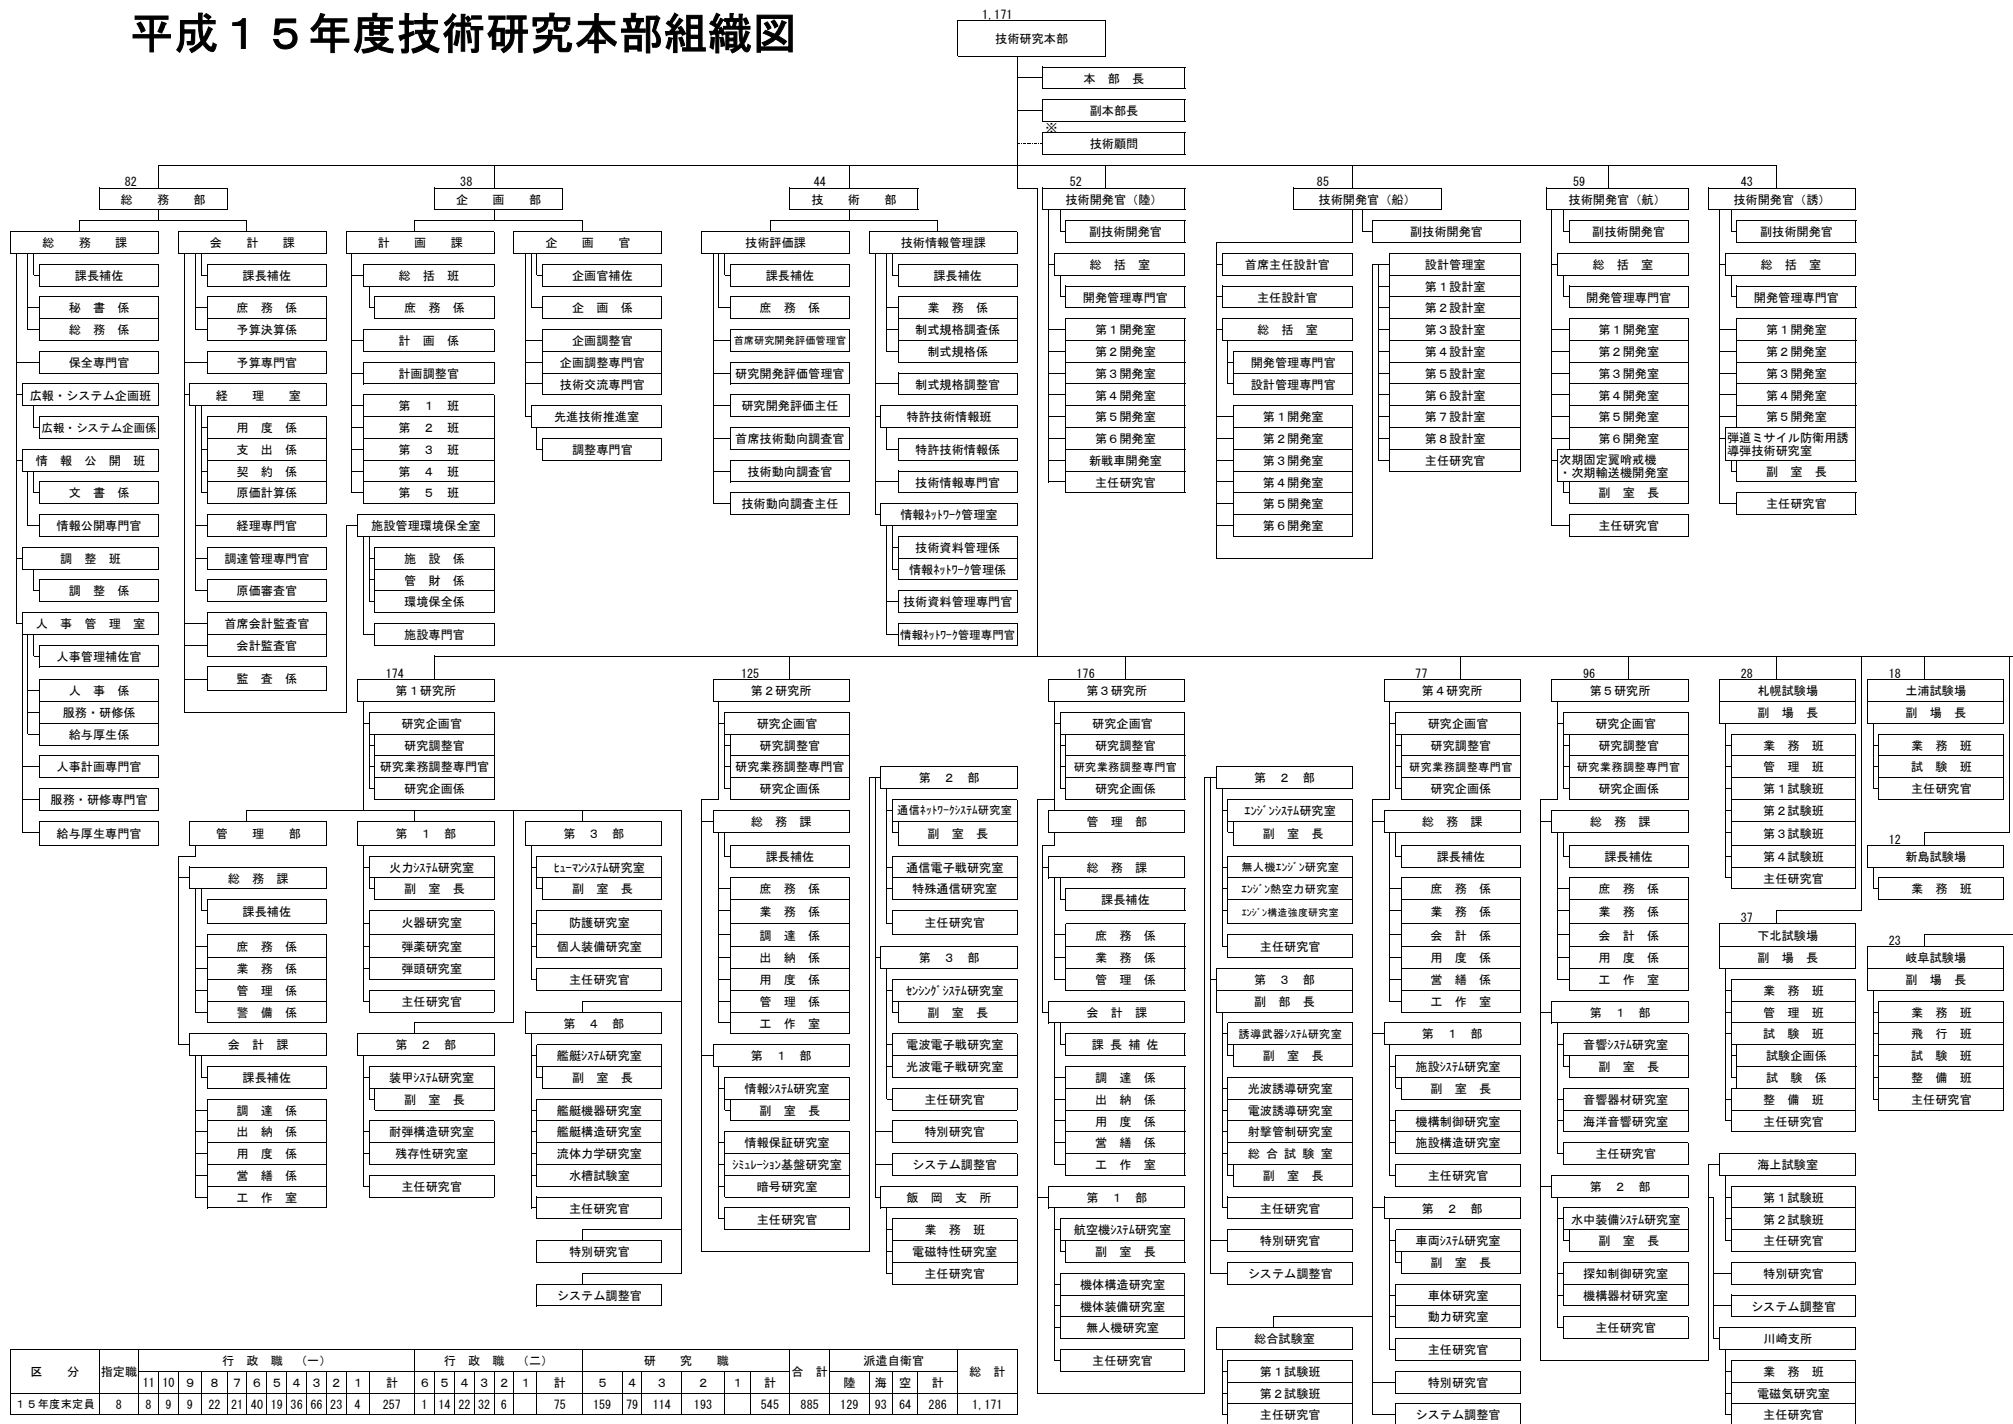 平成１５年度技術研究本部組織図
1,171
技術研究本部
本 部 長
副本部長
※
技術顧問
82
総 務 部
総 務 課
課長補佐
秘 書 係
総 務 係
保全専門官
広報・システム企画班
広報・システム企画係
情 報 公 開 班
文 書 係
情報公開専門官
調 整 班
調 整 係
人 事 管 理 室
人事管理補佐官
人 事 係
服務・研修係
給与厚生係
人事計画専門官
服務・研修専門官
給与厚生専門官
会 計 課
課長補佐
庶 務 係
予算決算係
予算専門官
経 理 室
用 度 係
支 出 係
契 約 係
原価計算係
経理専門官
調達管理専門官
原価審査官
首席会計監査官
会計監査官
監 査 係
38
企 画 部
計 画 課
総 括 班
庶 務 係
計 画 係
計画調整官
第 １ 班
第 ２ 班
第 ３ 班
第 ４ 班
第 ５ 班
施設管理環境保全室
施 設 係
管 財 係
環境保全係
施設専門官
企 画 官
企画官補佐
企 画 係
企画調整官
企画調整専門官
技術交流専門官
先進技術推進室
調整専門官
44
技 術 部
技術評価課
課長補佐
庶 務 係
首席研究開発評価管理官
研究開発評価管理官
研究開発評価主任
首席技術動向調査官
技術動向調査官
技術動向調査主任
技術情報管理課
課長補佐
業 務 係
制式規格調査係
制式規格係
制式規格調整官
特許技術情報班
特許技術情報係
技術情報専門官
情報ﾈｯﾄﾜｰｸ管理室
技術資料管理係
情報ﾈｯﾄﾜｰｸ管理係
技術資料管理専門官
情報ﾈｯﾄﾜｰｸ管理専門官
52
技術開発官（陸）
副技術開発官
総 括 室
開発管理専門官
第１開発室
第２開発室
第３開発室
第４開発室
第５開発室
第６開発室
新戦車開発室
主任研究官
85
技術開発官（船）
副技術開発官
首席主任設計官
主任設計官
総 括 室
開発管理専門官
設計管理専門官
第１開発室
第２開発室
第３開発室
第４開発室
第５開発室
第６開発室
設計管理室
第１設計室
第２設計室
第３設計室
第４設計室
第５設計室
第６設計室
第７設計室
第８設計室
主任研究官
59
技術開発官（航）
副技術開発官
総 括 室
開発管理専門官
第１開発室
第２開発室
第３開発室
第４開発室
第５開発室
第６開発室
次期固定翼哨戒機
・次期輸送機開発室
副 室 長
主任研究官
43
技術開発官（誘）
副技術開発官
総 括 室
開発管理専門官
第１開発室
第２開発室
第３開発室
第４開発室
第５開発室
弾道ミサイル防衛用誘
導弾技術研究室
副 室 長
主任研究官
174
第１研究所
研究企画官
研究調整官
研究業務調整専門官
研究企画係
管 理 部
総 務 課
課長補佐
庶 務 係
業 務 係
管 理 係
警 備 係
会 計 課
課長補佐
調 達 係
出 納 係
用 度 係
営 繕 係
工 作 室
第 １ 部
火力ｼｽﾃﾑ研究室
副 室 長
火器研究室
弾薬研究室
弾頭研究室
主任研究官
第 ２ 部
装甲ｼｽﾃﾑ研究室
副 室 長
耐弾構造研究室
残存性研究室
主任研究官
第 ３ 部
ﾋｭｰﾏﾝｼｽﾃﾑ研究室
副 室 長
防護研究室
個人装備研究室
主任研究官
第 ４ 部
艦艇ｼｽﾃﾑ研究室
副 室 長
艦艇機器研究室
艦艇構造研究室
流体力学研究室
水槽試験室
主任研究官
特別研究官
システム調整官
125
第２研究所
研究企画官
研究調整官
研究業務調整専門官
研究企画係
総 務 課
課長補佐
庶 務 係
業 務 係
調 達 係
出 納 係
用 度 係
管 理 係
工 作 室
第 １ 部
情報ｼｽﾃﾑ研究室
副 室 長
情報保証研究室
ｼﾐｭﾚｰｼｮﾝ基盤研究室
暗号研究室
主任研究官
第 ２ 部
通信ﾈｯﾄﾜｰｸｼｽﾃﾑ研究室
副 室 長
通信電子戦研究室
特殊通信研究室
主任研究官
第 ３ 部
ｾﾝｼﾝｸﾞｼｽﾃﾑ研究室
副 室 長
電波電子戦研究室
光波電子戦研究室
主任研究官
特別研究官
システム調整官
飯 岡 支 所
業 務 班
電磁特性研究室
主任研究官
176
第３研究所
研究企画官
研究調整官
研究業務調整専門官
研究企画係
管 理 部
総 務 課
課長補佐
庶 務 係
業 務 係
管 理 係
会 計 課
課 長 補 佐
調 達 係
出 納 係
用 度 係
営 繕 係
工 作 室
第 １ 部
航空機ｼｽﾃﾑ研究室
副 室 長
機体構造研究室
機体装備研究室
無人機研究室
主任研究官
第 ２ 部
ｴﾝｼﾞﾝｼｽﾃﾑ研究室
副 室 長
無人機ｴﾝｼﾞﾝ研究室
ｴﾝｼﾞﾝ熱空力研究室
ｴﾝｼﾞﾝ構造強度研究室
主任研究官
第 ３ 部
副 部 長
誘導武器ｼｽﾃﾑ研究室
副 室 長
光波誘導研究室
電波誘導研究室
射撃管制研究室
総 合 試 験 室
副 室 長
主任研究官
特別研究官
システム調整官
77
第４研究所
研究企画官
研究調整官
研究業務調整専門官
研究企画係
総 務 課
課長補佐
庶 務 係
業 務 係
会 計 係
用 度 係
営 繕 係
工 作 室
第 １ 部
施設ｼｽﾃﾑ研究室
副 室 長
機構制御研究室
施設構造研究室
主任研究官
第 ２ 部
車両ｼｽﾃﾑ研究室
副 室 長
車体研究室
動力研究室
主任研究官
特別研究官
システム調整官
総合試験室
第１試験班
第２試験班
主任研究官
96
第５研究所
研究企画官
研究調整官
研究業務調整専門官
研究企画係
総 務 課
課長補佐
庶 務 係
業 務 係
会 計 係
用 度 係
工 作 室
第 １ 部
音響ｼｽﾃﾑ研究室
副 室 長
音響器材研究室
海洋音響研究室
主任研究官
第 ２ 部
水中装備ｼｽﾃﾑ研究室
副 室 長
探知制御研究室
機構器材研究室
主任研究官
海上試験室
第１試験班
第２試験班
主任研究官
特別研究官
システム調整官
川崎支所
業 務 班
電磁気研究室
主任研究官
28
札幌試験場
副 場 長
業 務 班
管 理 班
第１試験班
第２試験班
第３試験班
第４試験班
主任研究官
37
下北試験場
副 場 長
業 務 班
管 理 班
試 験 班
試験企画係
試 験 係
整 備 班
主任研究官
18
土浦試験場
副 場 長
業 務 班
試 験 班
主任研究官
12
新島試験場
業 務 班
23
岐阜試験場
副 場 長
業 務 班
飛 行 班
試 験 班
整 備 班
主任研究官
区 分 指定職 行 政 職 （一） 行 政 職 （二） 研 究 職 合 計 派遣自衛官 総 計
11 10 ９ ８ ７ ６ ５ ４ ３ ２ １ 計 ６ ５ ４ ３ ２ １ 計 ５ ４ ３ ２ １ 計 陸 海 空 計
１５年度末定員 8 8 9 9 22 21 40 19 36 66 23 4 257 1 14 22 32 6 75 159 79 114 193 545 885 129 93 64 286 1,171